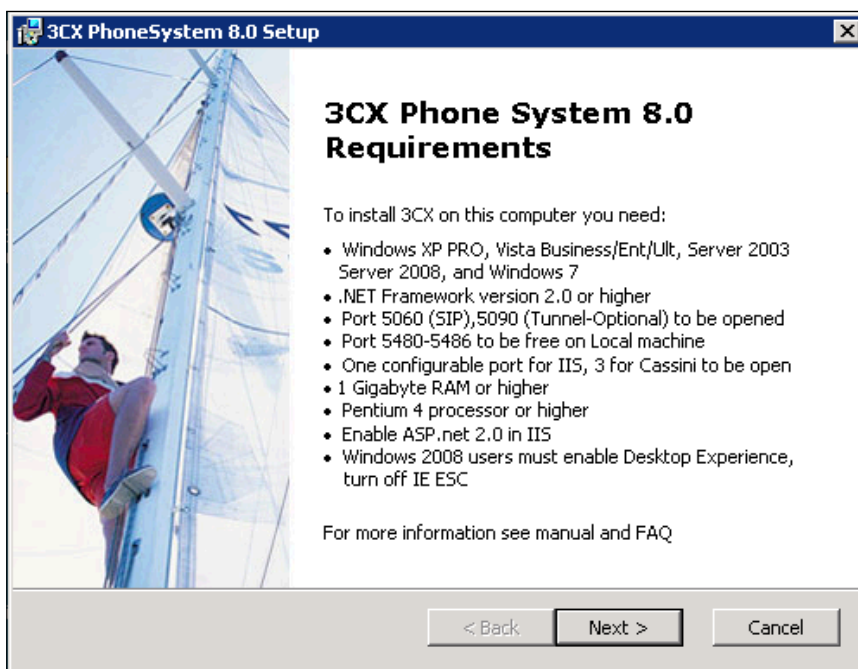 3CX PhoneSystem 8.0 Setup
3CX Phone System 8.0
Requirements
To install 3CX on this computer you need:
• Windows XP PRO, Vista Business/Ent/Ult, Server 2003
Server 2008, and Windows 7
• .NET Framework version 2.0 or higher
• Port 5060 (SIP),5090 (Tunnel-Optional) to be opened
• Port 5480-5486 to be free on Local machine
• One configurable port for IIS, 3 for Cassini to be open
• 1 Gigabyte RAM or higher
• Pentium 4 processor or higher
• Enable ASP.net 2.0 in IIS
• Windows 2008 users must enable Desktop Experience,
turn off IE ESC
For more information see manual and FAQ
< Back Next > Cancel